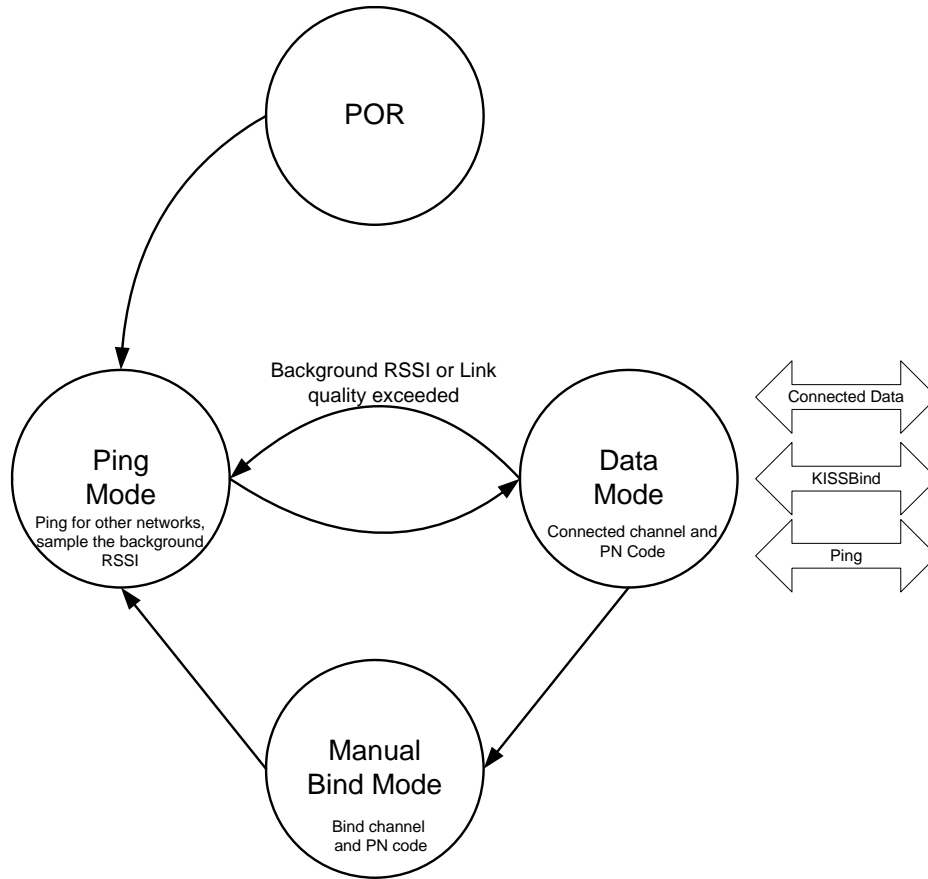 POR
Background RSSI or Link
quality exceeded
Ping
Mode
Ping for other networks,
sample the background
RSSI
Data
Mode
Connected channel and
PN Code
Connected Data
KISSBind
Ping
Manual
Bind Mode
Bind channel
and PN code